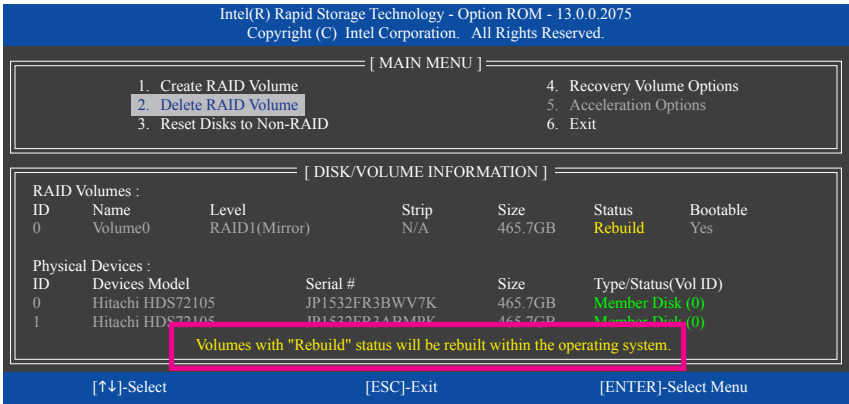 Intel(R) Rapid Storage Technology - Option ROM - 13.0.0.2075
Copyright (C) Intel Corporation. All Rights Reserved.
[ MAIN MENU ]
1. Create RAID Volume
2. Delete RAID Volume
3. Reset Disks to Non-RAID
4. Recovery Volume Options
5. Acceleration Options
6. Exit
[ DISK/VOLUME INFORMATION ]
RAID Volumes :
ID Name Level Strip Size Status Bootable
0 Volume0 RAID1(Mirror) N/A 465.7GB Rebuild Yes
Physical Devices :
ID Devices Model Serial # Size Type/Status(Vol ID)
0 Hitachi HDS72105 JP1532FR3BWV7K 465.7GB Member Disk (0)
1 Hitachi HDS72105 JP1532FR3ABMPK 465.7GB Member Disk (0)
Volumes with "Rebuild" status will be rebuilt within the operating system.
[↑↓]-Select [ESC]-Exit [ENTER]-Select Menu